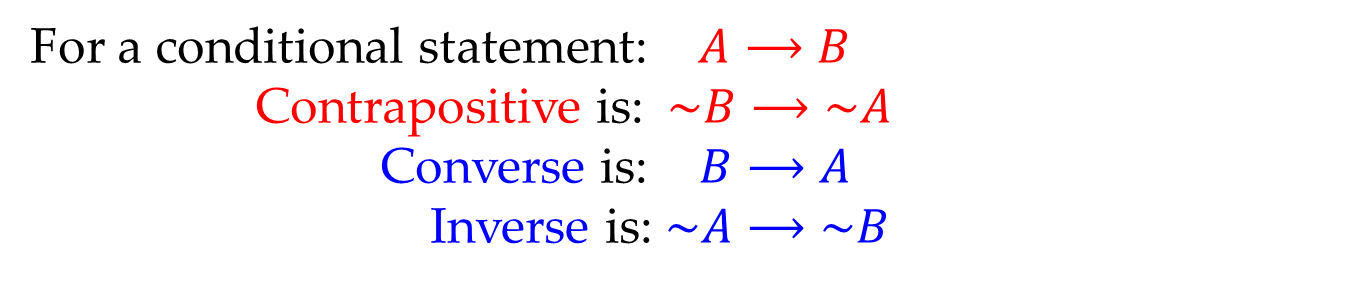 For a conditional statement: A ⟶ B
Contrapositive is: ~B ⟶ ~A
Converse is: B ⟶ A
Inverse is: ~A ⟶ ~B